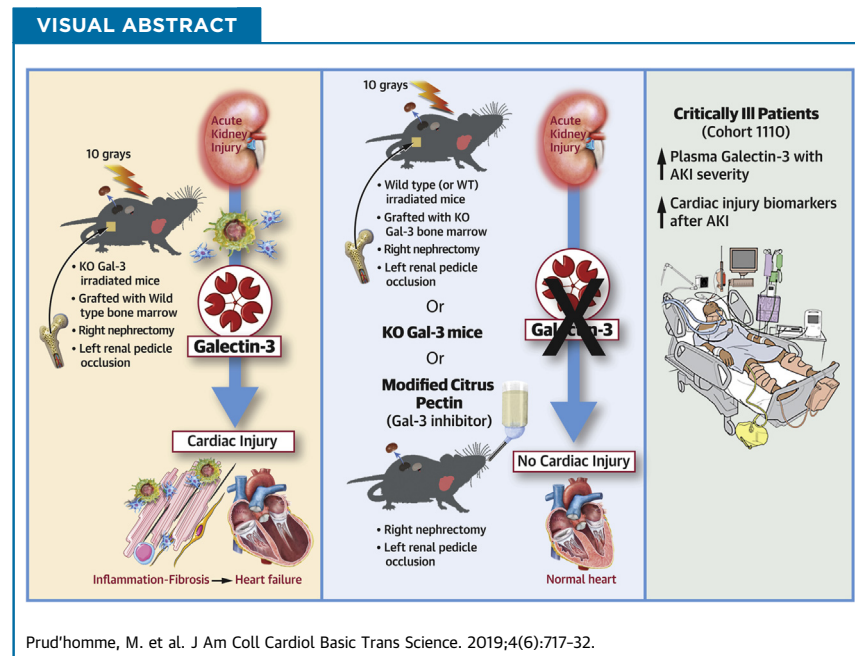 VISUAL ABSTRACT
10 grays
• KO Gal-3
irradiated mice
• Grafted with Wild
type bone marrow
• Right nephrectomy
• Left renal pedicle
occlusion
Acute
Kidney
Injury
Galectin-3
Cardiac Injury
Inflammation-Fibrosis → Heart failure
10 grays
• Wild type (or WT)
irradiated mice
• Grafted with KO
Gal-3 bone marrow
• Right nephrectomy
• Left renal pedicle
occlusion
Or
KO Gal-3 mice
Or
Modified Citrus
Pectin
(Gal-3 inhibitor)
• Right nephrectomy
• Left renal pedicle
occlusion
Acute
Kidney
Injury
Galectin-3
No Cardiac Injury
Normal heart
Critically Ill Patients
(Cohort 1110)
Plasma Galectin-3 with
AKI severity
Cardiac injury biomarkers
after AKI
Prud'homme, M. et al. J Am Coll Cardiol Basic Trans Science. 2019;4(6):717–32.